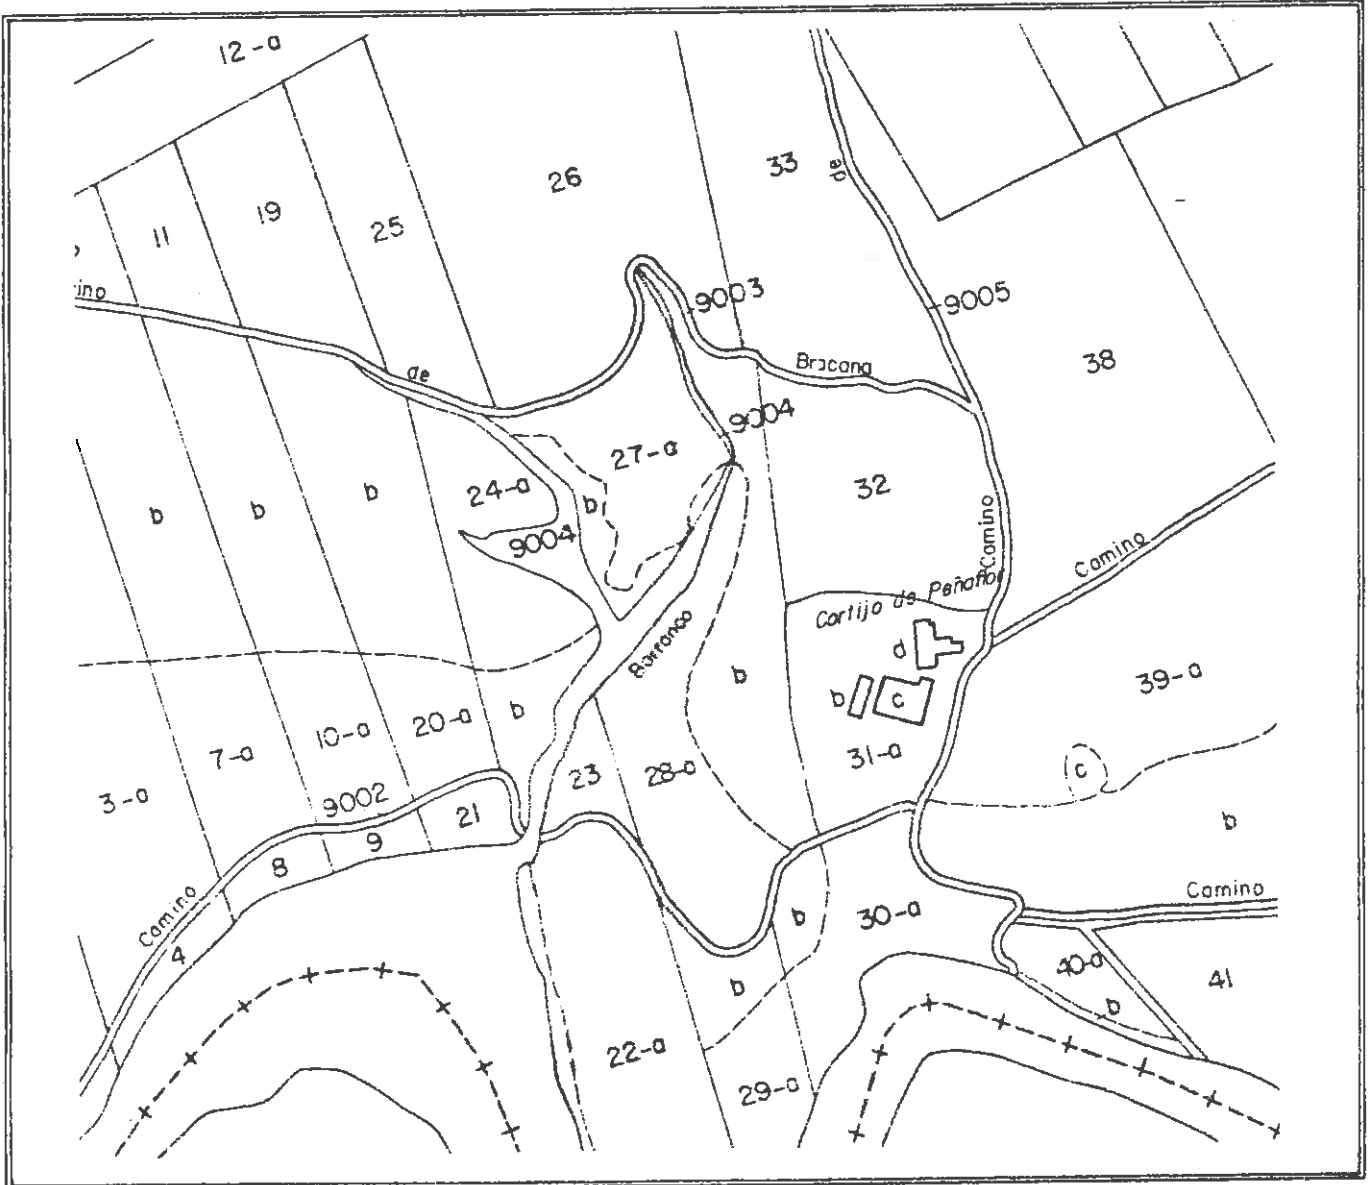 12-a
26
33
de
11
19
25
ino
9003
9005
de
Bracana
38
9004
27-a
24-a
b
32
b
b
b
9004
Camino
Camino
Cortijo de Peñaflor
Barranco
d
b
b
c
39-a
10-a
20-a
b
7-a
31-a
23
28-a
c
3-a
9002
21
b
9
8
Camino
Camino
b
30-a
4
40-a
41
b
b
22-a
29-a